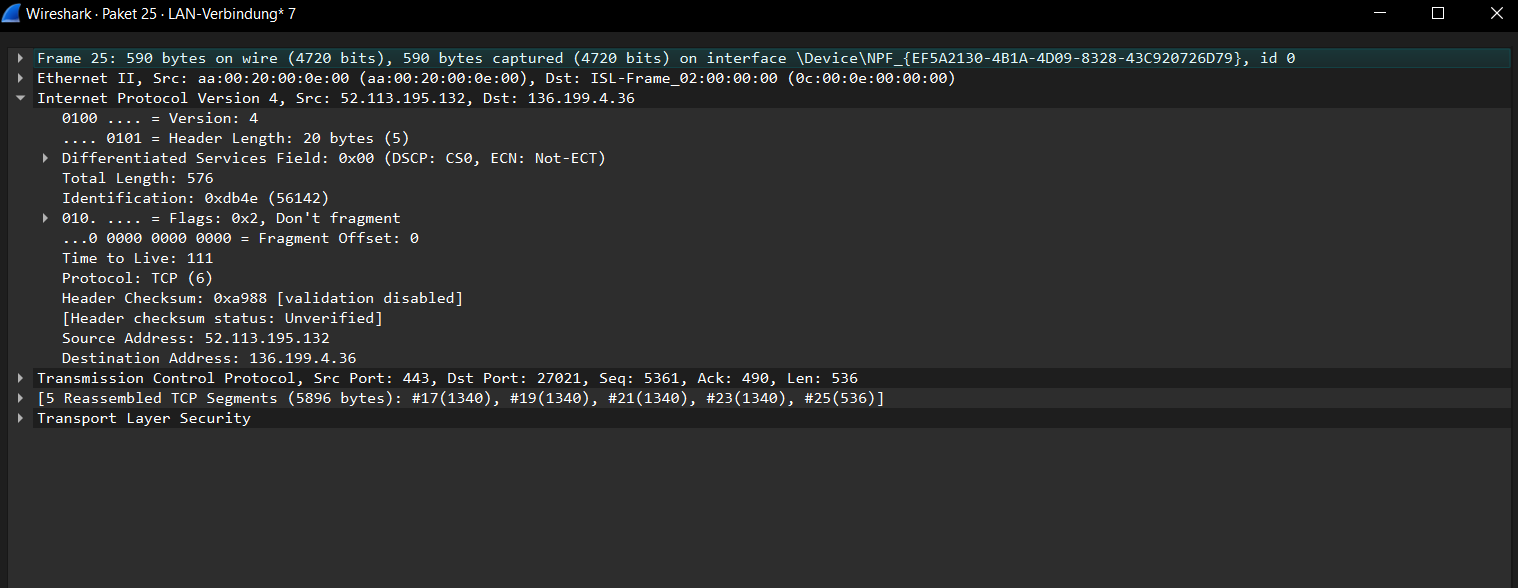 Wireshark · Paket 25 · LAN-Verbindung* 7
Frame 25: 590 bytes on wire (4720 bits), 590 bytes captured (4720 bits) on interface \Device\NPF_{EF5A2130-4B1A-4D09-8328-43C920726D79}, id 0
Ethernet II, Src: aa:00:20:00:0e:00 (aa:00:20:00:0e:00), Dst: ISL-Frame_02:00:00:00 (0c:00:0e:00:00:00)
Internet Protocol Version 4, Src: 52.113.195.132, Dst: 136.199.4.36
0100 .... = Version: 4
.... 0101 = Header Length: 20 bytes (5)
Differentiated Services Field: 0x00 (DSCP: CS0, ECN: Not-ECT)
Total Length: 576
Identification: 0xdb4e (56142)
010. .... = Flags: 0x2, Don't fragment
...0 0000 0000 0000 = Fragment Offset: 0
Time to Live: 111
Protocol: TCP (6)
Header Checksum: 0xa988 [validation disabled]
[Header checksum status: Unverified]
Source Address: 52.113.195.132
Destination Address: 136.199.4.36
Transmission Control Protocol, Src Port: 443, Dst Port: 27021, Seq: 5361, Ack: 490, Len: 536
[5 Reassembled TCP Segments (5896 bytes): #17(1340), #19(1340), #21(1340), #23(1340), #25(536)]
Transport Layer Security